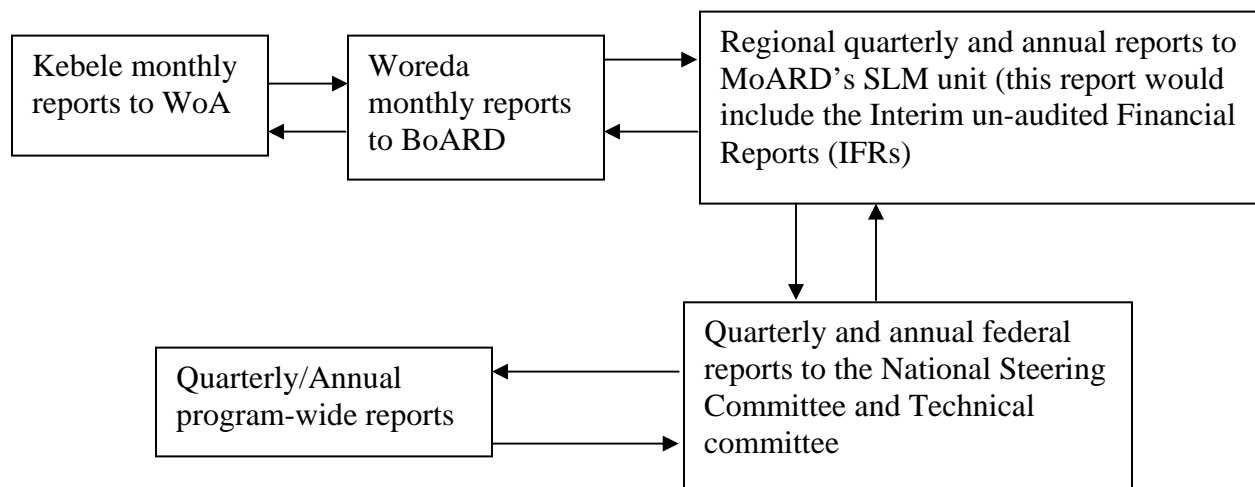 Kebele monthly
reports to WoA
Woreda
monthly reports
to BoARD
Regional quarterly and annual reports to
MoARD’s SLM unit (this report would
include the Interim un-audited Financial
Reports (IFRs)
Quarterly/Annual
program-wide reports
Quarterly and annual federal
reports to the National Steering
Committee and Technical
committee